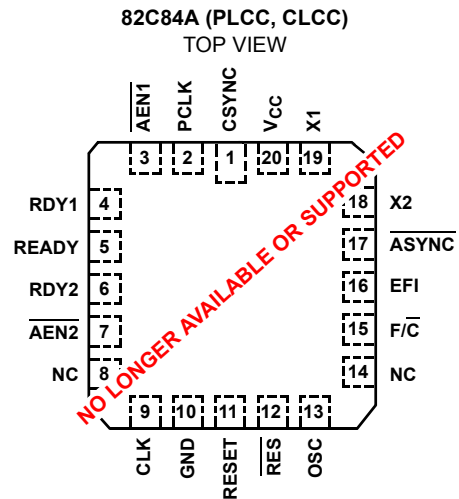 82C84A (PLCC, CLCC)
TOP VIEW
AEN1
PCLK
CSYNC
VCC
X1
3
2
1
20
19
RDY1 4
READY 5
RDY2 6
AEN2 7
NC 8
18 X2
17 ASYNC
16 EFI
15 F/C
14 NC
9
10
11
12
13
CLK
GND
RESET
RES
OSC
NO LONGER AVAILABLE OR SUPPORTED